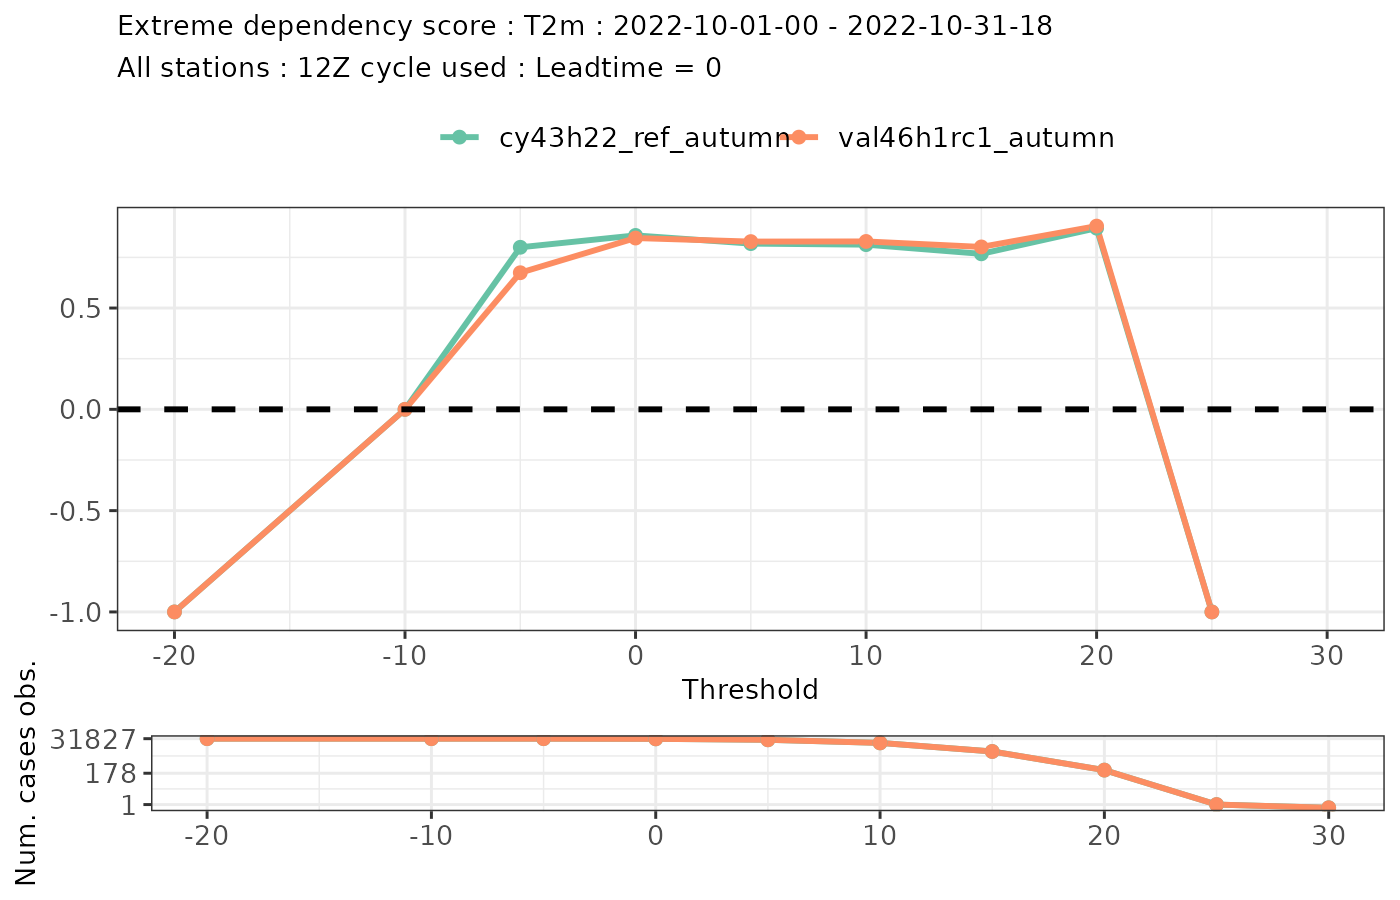 Extreme dependency score : T2m : 2022-10-01-00 - 2022-10-31-18
All stations : 12Z cycle used : Leadtime = 0
cy43h22_ref_autumn val46h1rc1_autumn
0.5
0.0
-0.5
-1.0
-20 -10 0 10 20 30
Threshold
Num. cases obs.
31827
178
1
-20 -10 0 10 20 30